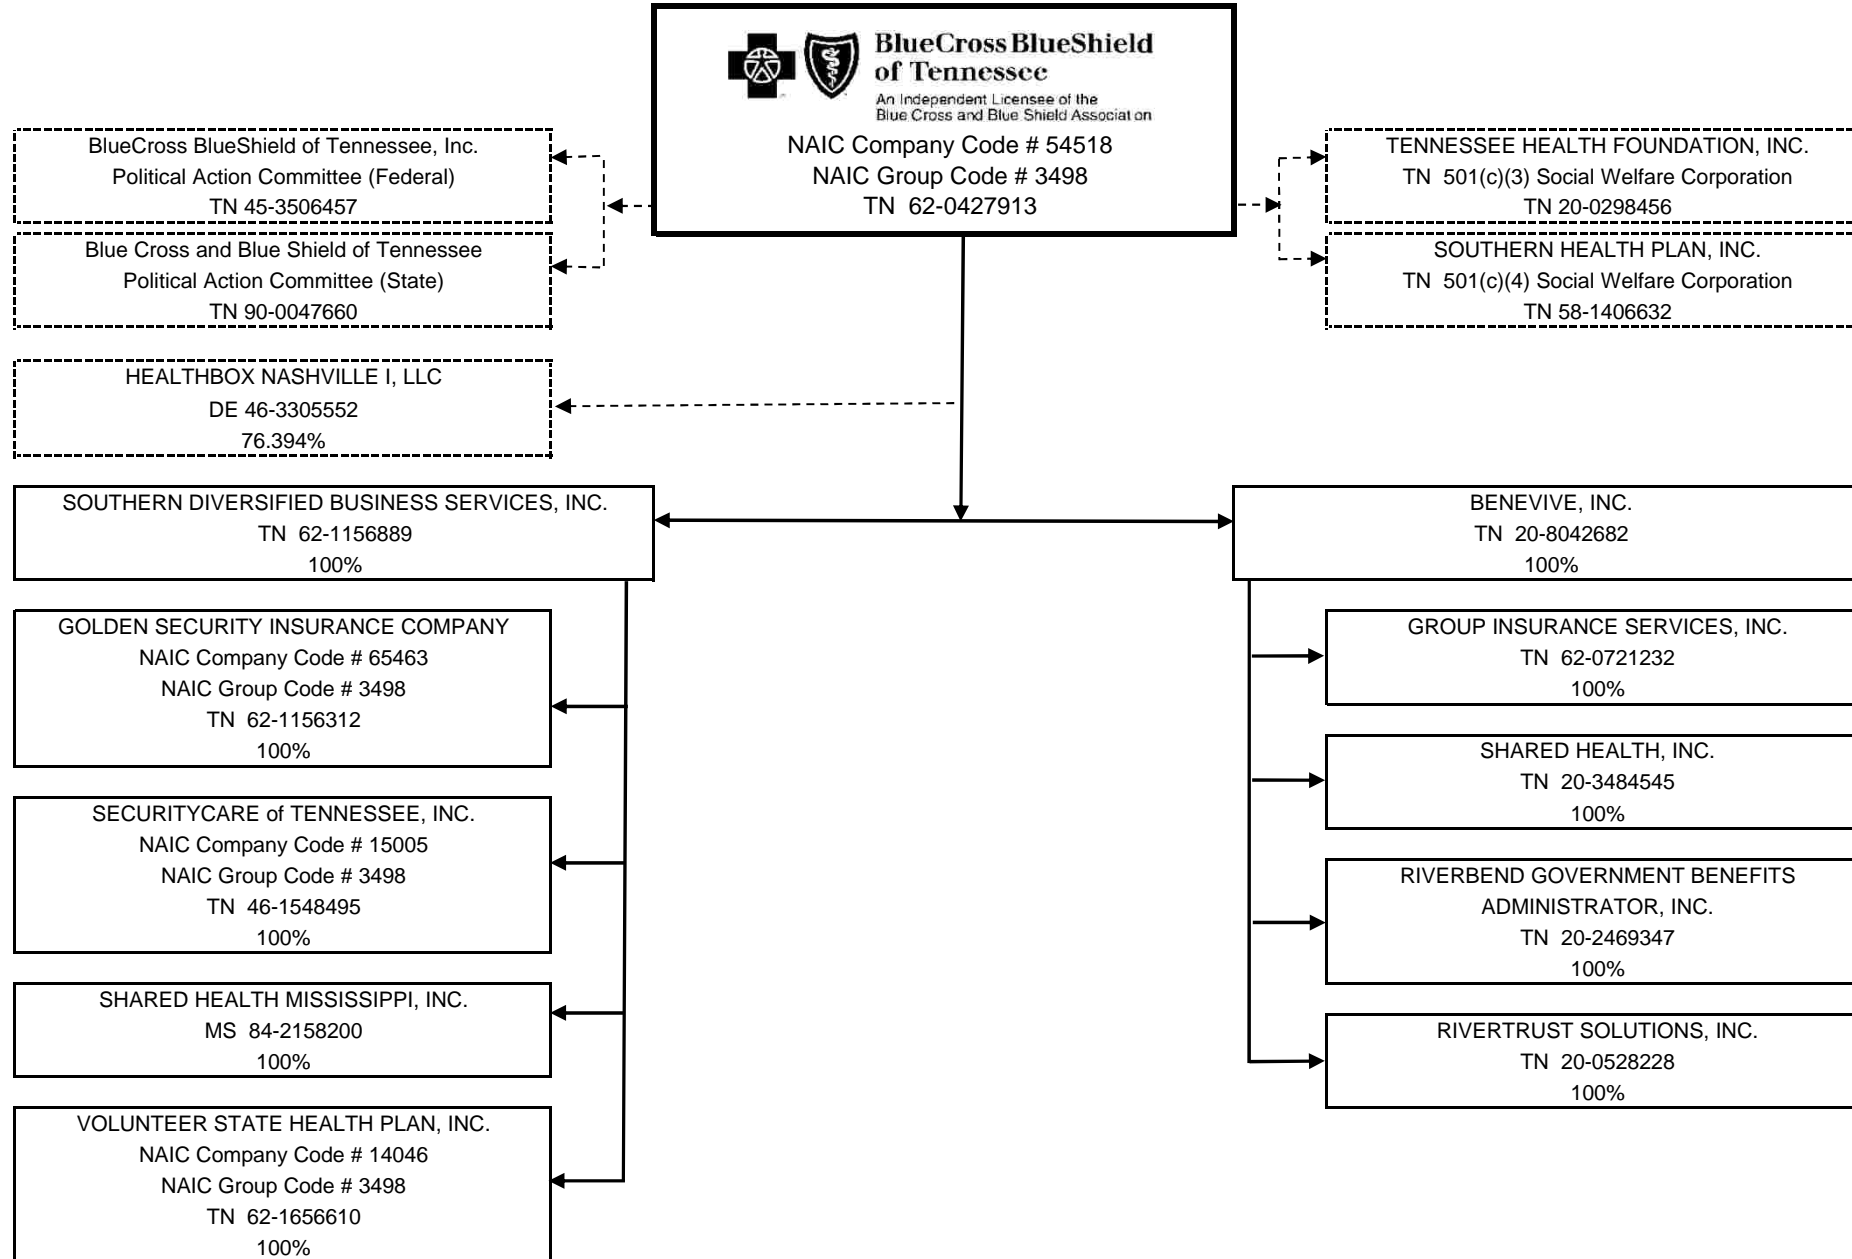 BlueCross BlueShield
of Tennessee
An Independent Licensee of the
Blue Cross and Blue Shield Association
NAIC Company Code # 54518
NAIC Group Code # 3498
TN 62-0427913
BlueCross BlueShield of Tennessee, Inc.
Political Action Committee (Federal)
TN 45-3506457
Blue Cross and Blue Shield of Tennessee
Political Action Committee (State)
TN 90-0047660
TENNESSEE HEALTH FOUNDATION, INC.
TN 501(c)(3) Social Welfare Corporation
TN 20-0298456
SOUTHERN HEALTH PLAN, INC.
TN 501(c)(4) Social Welfare Corporation
TN 58-1406632
HEALTHBOX NASHVILLE I, LLC
DE 46-3305552
76.394%
SOUTHERN DIVERSIFIED BUSINESS SERVICES, INC.
TN 62-1156889
100%
BENEVIVE, INC.
TN 20-8042682
100%
GOLDEN SECURITY INSURANCE COMPANY
NAIC Company Code # 65463
NAIC Group Code # 3498
TN 62-1156312
100%
SECURITYCARE of TENNESSEE, INC.
NAIC Company Code # 15005
NAIC Group Code # 3498
TN 46-1548495
100%
SHARED HEALTH MISSISSIPPI, INC.
MS 84-2158200
100%
VOLUNTEER STATE HEALTH PLAN, INC.
NAIC Company Code # 14046
NAIC Group Code # 3498
TN 62-1656610
100%
GROUP INSURANCE SERVICES, INC.
TN 62-0721232
100%
SHARED HEALTH, INC.
TN 20-3484545
100%
RIVERBEND GOVERNMENT BENEFITS
ADMINISTRATOR, INC.
TN 20-2469347
100%
RIVERTRUST SOLUTIONS, INC.
TN 20-0528228
100%